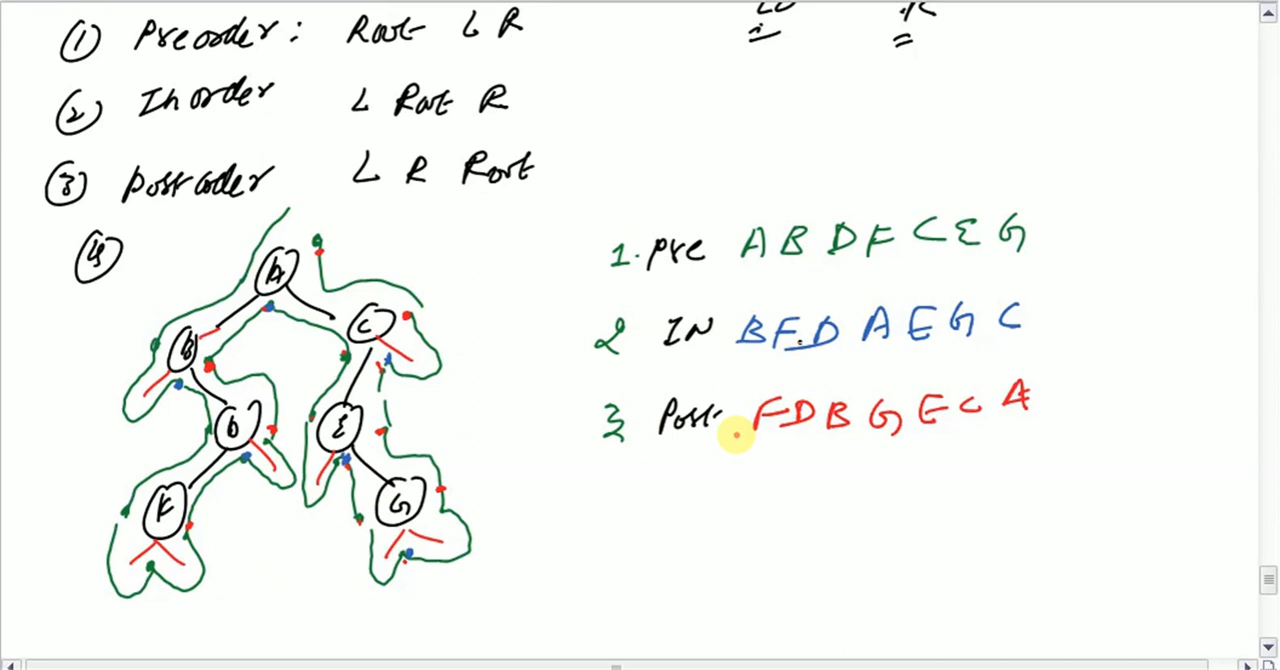 ① Preorder: Root L R
② Inorder L Root R
③ Postorder L R Root
④
A
B C
D E
F G
1. Pre A B D F C E G
2 IN B F D A E G C
3 Post F D B G E C A